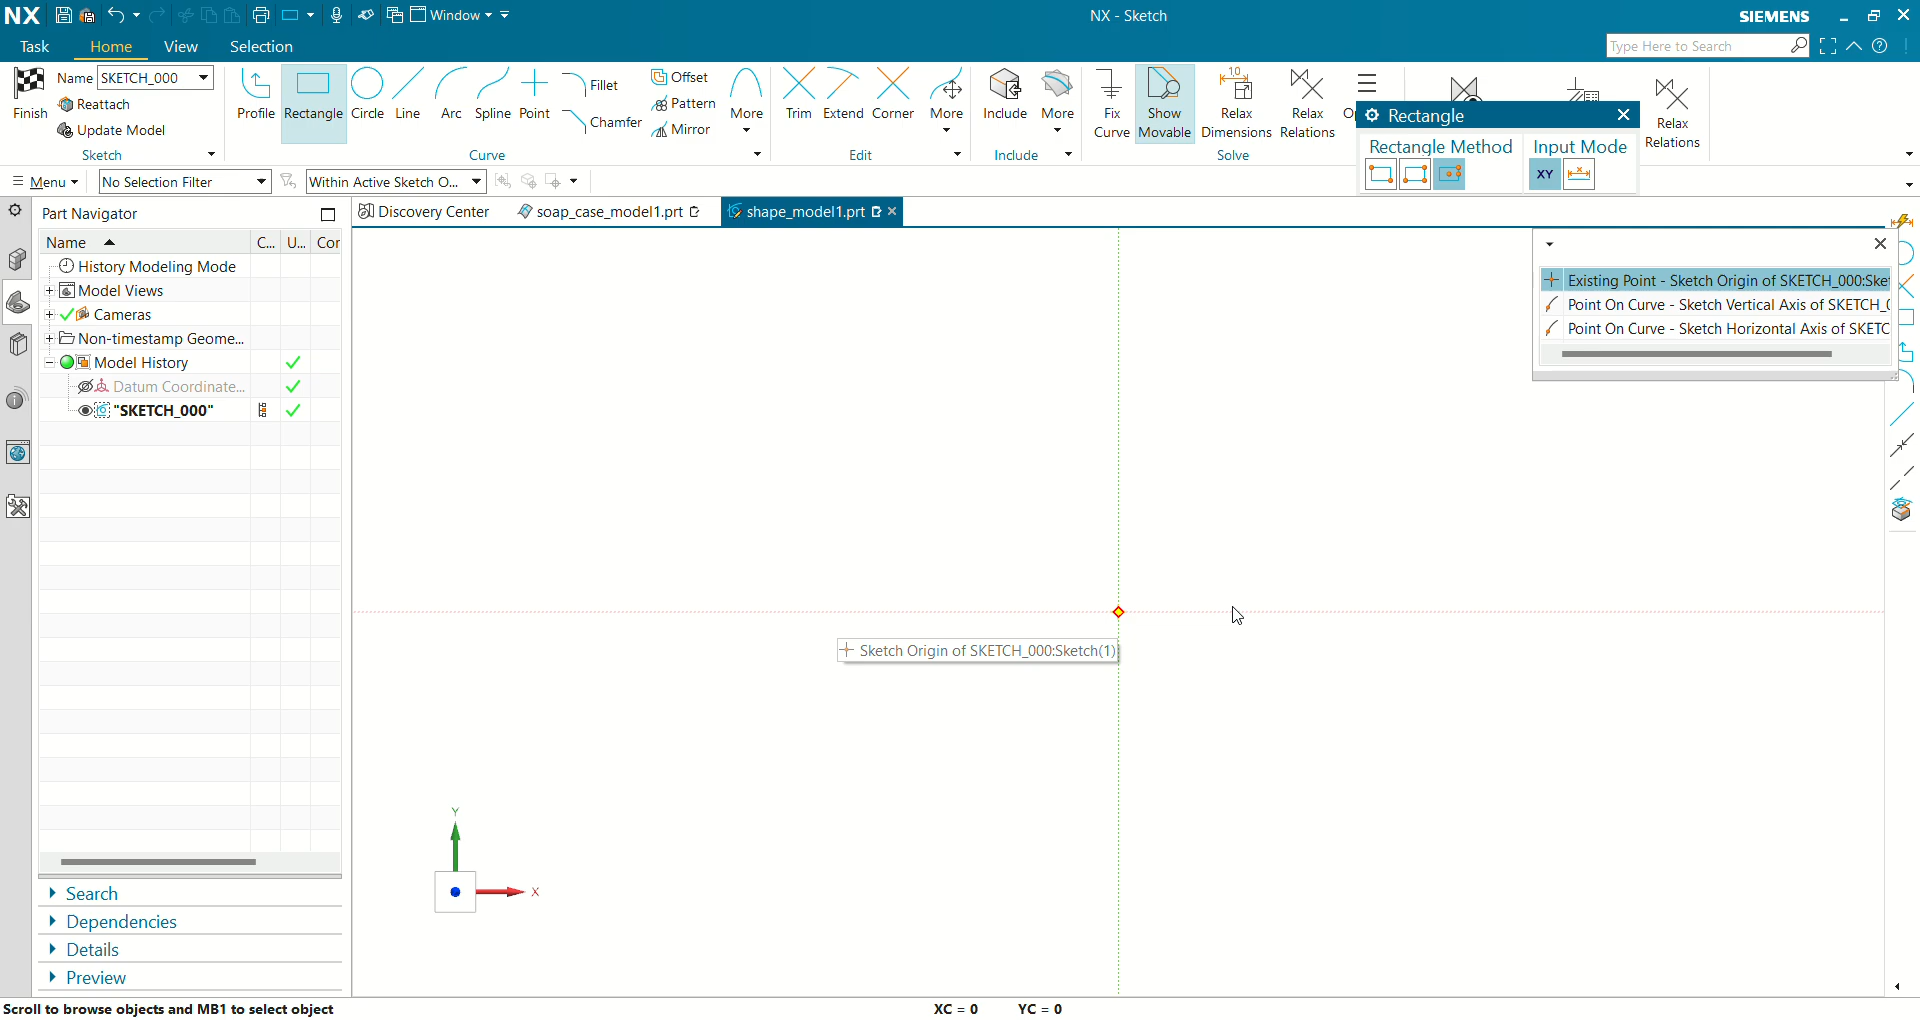 NX Window NX - Sketch SIEMENS
Task Home View Selection Type Here to Search
Name SKETCH_000
Finish Reattach Update Model
Profile Rectangle Circle Line Arc Spline Point Fillet Chamfer Offset Pattern Mirror More
Trim Extend Corner More
Include More
Fix Curve Show Movable Relax Dimensions Relax Relations Relax Relations
Sketch Curve Edit Include Solve
Rectangle
Rectangle Method Input Mode
XY
Menu No Selection Filter Within Active Sketch O...
Part Navigator
Discovery Center soap_case_model1.prt shape_model1.prt
Name C... U... Cor
History Modeling Mode
Model Views
Cameras
Non-timestamp Geome...
Model History
Datum Coordinate...
"SKETCH_000"
Existing Point - Sketch Origin of SKETCH_000:Ske
Point On Curve - Sketch Vertical Axis of SKETCH_
Point On Curve - Sketch Horizontal Axis of SKETC
Sketch Origin of SKETCH_000:Sketch(1)
Y
X
Search
Dependencies
Details
Preview
Scroll to browse objects and MB1 to select object XC = 0 YC = 0